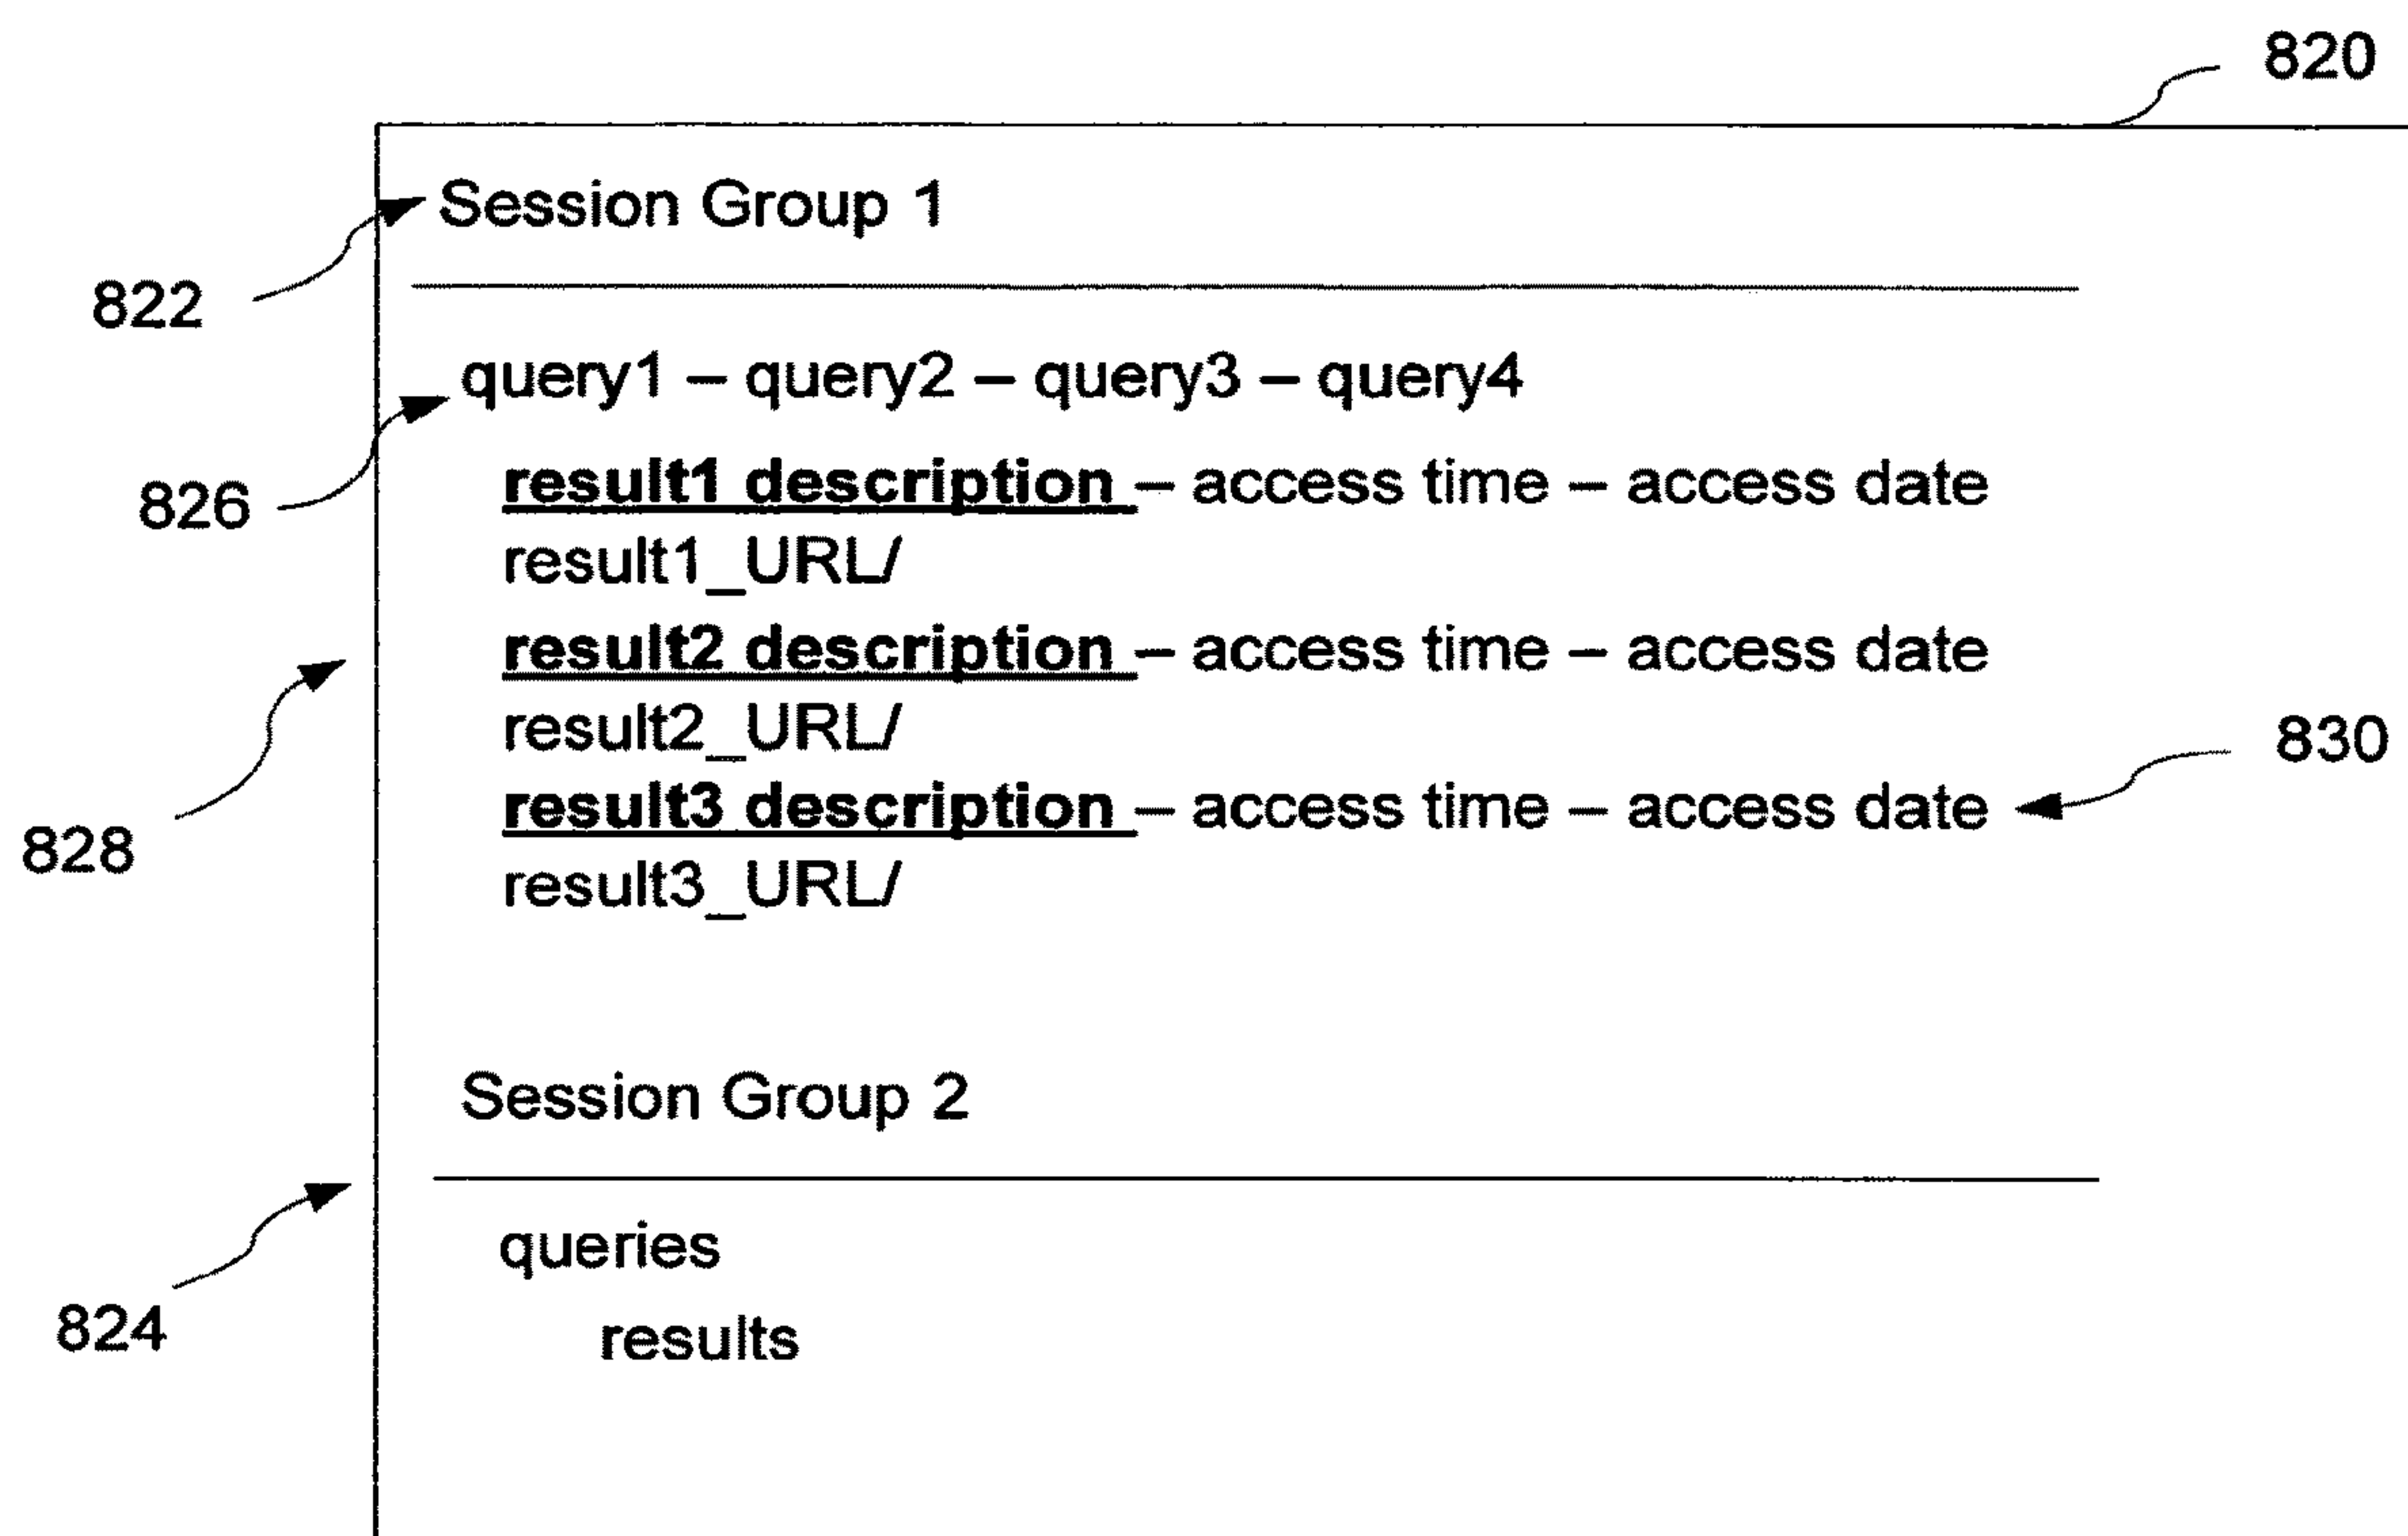 820
Session Group 1
822
query1 – query2 – query3 – query4
826
result1 description – access time – access date
result1_URL/
result2 description – access time – access date
result2_URL/
828
830
result3 description – access time – access date
result3_URL/
Session Group 2
824
queries
results